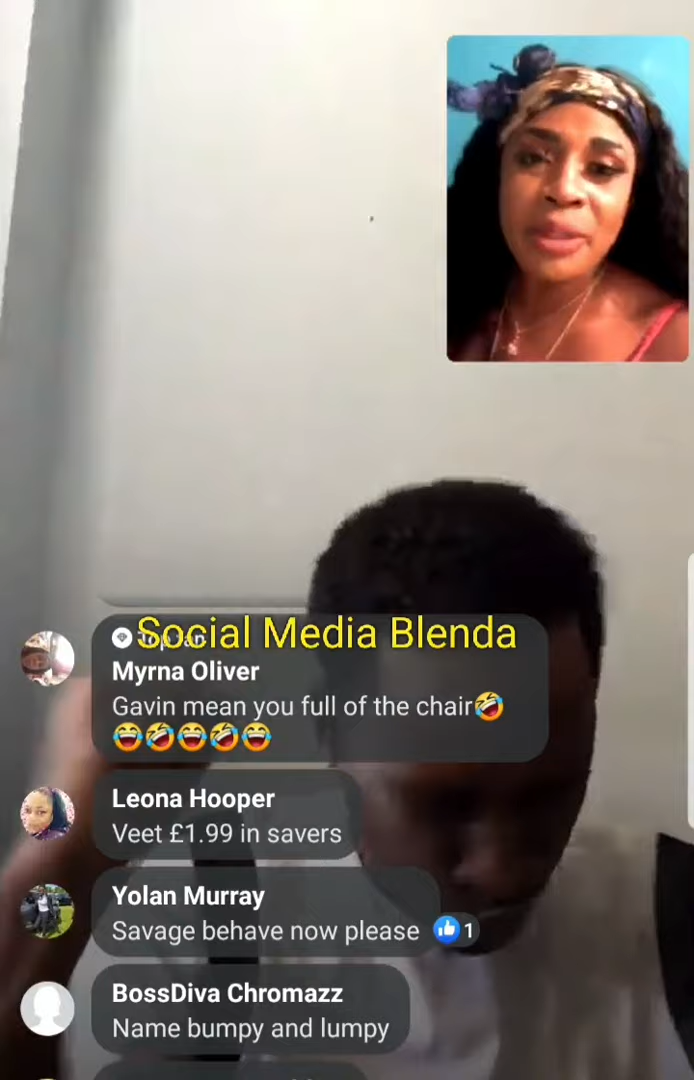 Social Media Blenda
Myrna Oliver
Gavin mean you full of the chair🤣
😂🤣😂🤣😂
Leona Hooper
Veet £1.99 in savers
Yolan Murray
Savage behave now please 👍 1
BossDiva Chromazz
Name bumpy and lumpy